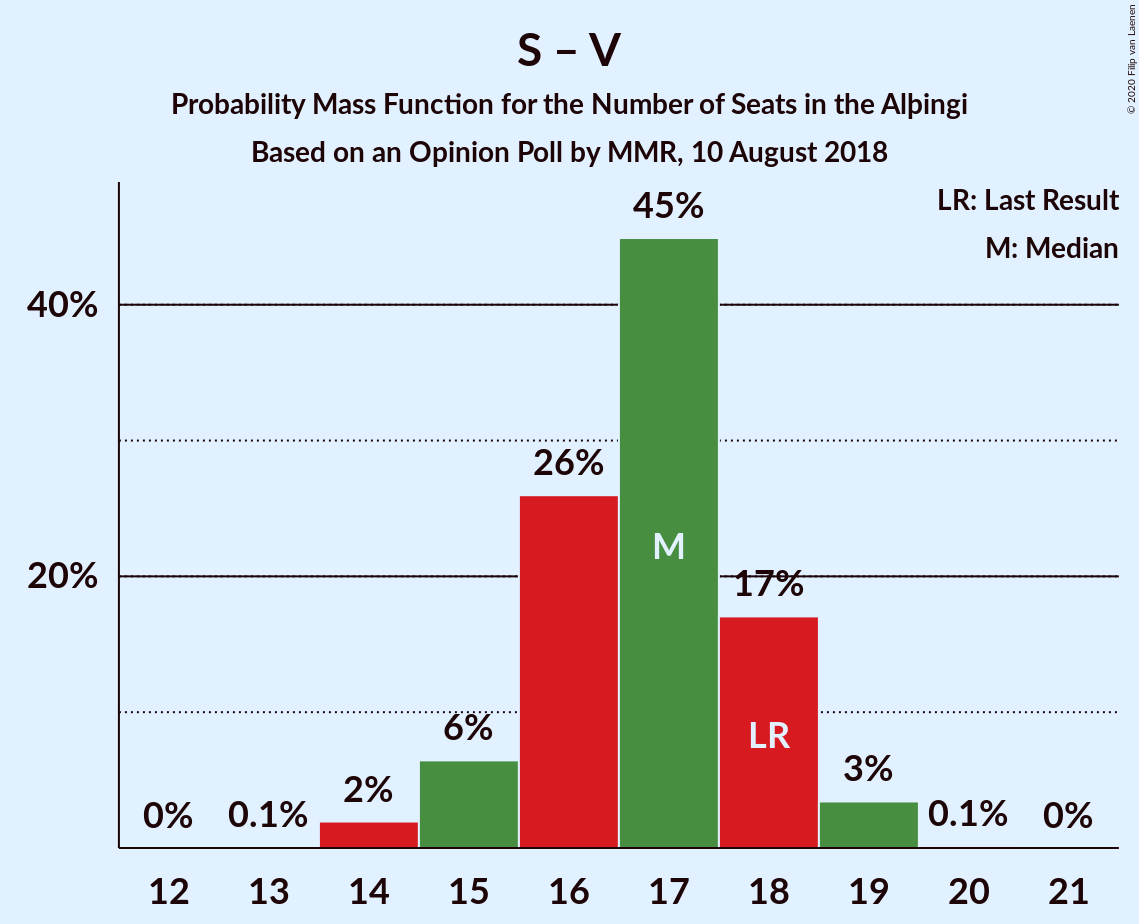 S – V
Probability Mass Function for the Number of Seats in the Alþingi
Based on an Opinion Poll by MMR, 10 August 2018
© 2020 Filip van Laenen
LR: Last Result
M: Median
40%
20%
0%
0.1%
2%
6%
26%
45%
17%
3%
0.1%
0%
M
LR
12 13 14 15 16 17 18 19 20 21